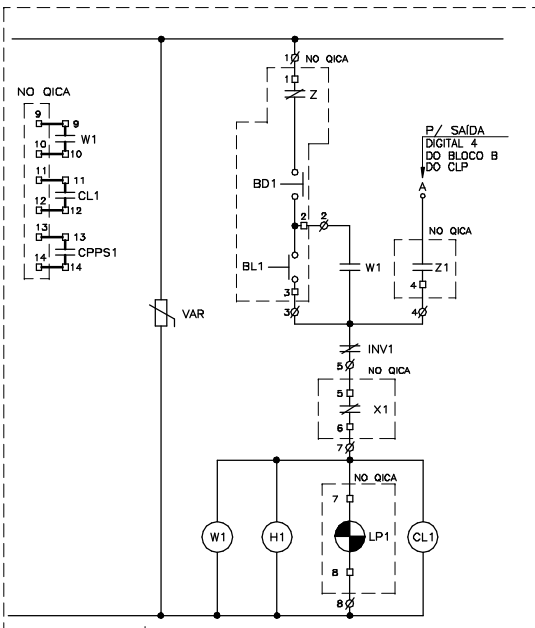 NO QICA
9
9
W1
10
10
11
11
CL1
12
12
13
13
CPPS1
14
14
VAR
1
NO QICA
1
Z
BD1
2
2
BL1
W1
3
3
P/ SAÍDA
DIGITAL 4
DO BLOCO B
DO CLP
A
NO QICA
Z1
4
4
INV1
5
NO QICA
5
X1
6
7
NO QICA
7
W1
H1
LP1
CL1
8
8